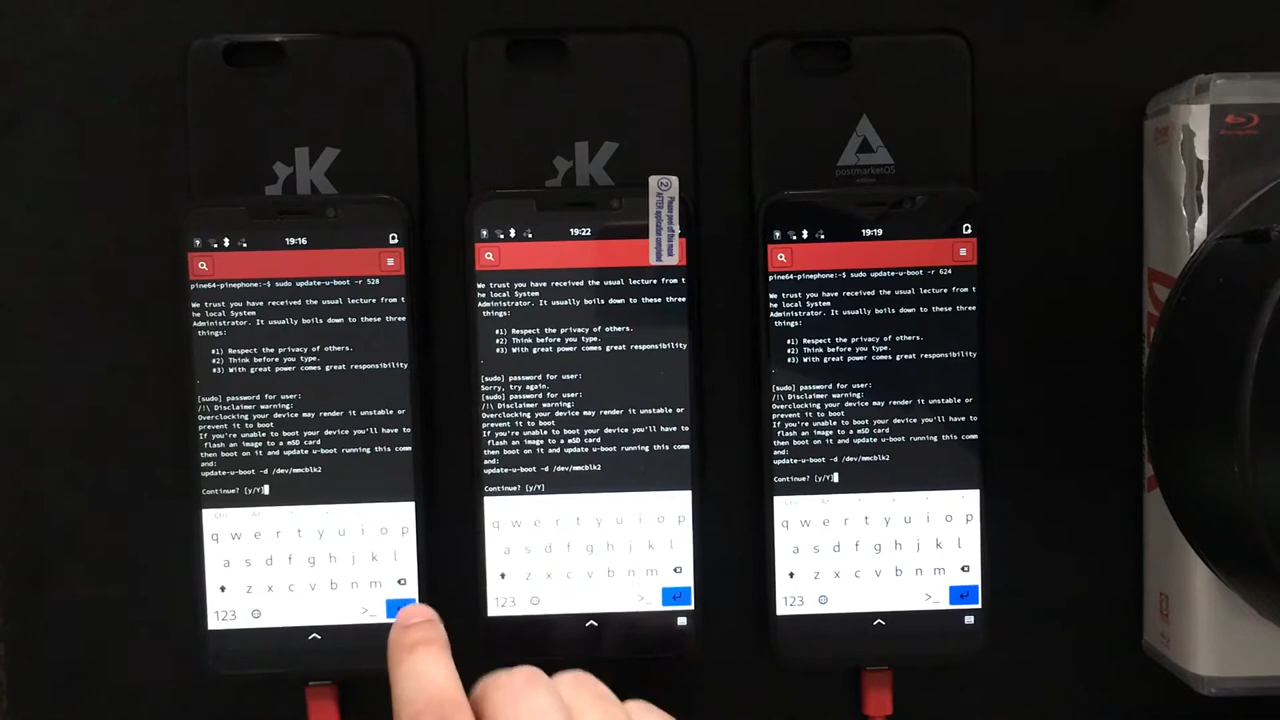 K
K
postmarketOS
edition
2
Please peel off this mask
AFTER application completed
Blu-ray
19:16
pine64-pinephone:~$ sudo update-u-boot -r 528
We trust you have received the usual lecture from t
he local System
Administrator. It usually boils down to these three
things:
#1) Respect the privacy of others.
#2) Think before you type.
#3) With great power comes great responsibility
.
[sudo] password for user:
/!\ Disclaimer warning:
Overclocking your device may render it unstable or
prevent it to boot
If you're unable to boot your device you'll have to
flash an image to a mSD card
then boot on it and update u-boot running this comm
and:
update-u-boot -d /dev/mmcblk2
Continue? [y/Y]
q w e r t y u i o p
a s d f g h j k l
z x c v b n m
123 >_
19:22
We trust you have received the usual lecture from t
he local System
Administrator. It usually boils down to these three
things:
#1) Respect the privacy of others.
#2) Think before you type.
#3) With great power comes great responsibility
.
[sudo] password for user:
Sorry, try again.
[sudo] password for user:
/!\ Disclaimer warning:
Overclocking your device may render it unstable or
prevent it to boot
If you're unable to boot your device you'll have to
flash an image to a mSD card
then boot on it and update u-boot running this comm
and:
update-u-boot -d /dev/mmcblk2
Continue? [y/Y]
q w e r t y u i o p
a s d f g h j k l
z x c v b n m
123 >_
19:19
pine64-pinephone:~$ sudo update-u-boot -r 624
We trust you have received the usual lecture from t
he local System
Administrator. It usually boils down to these three
things:
#1) Respect the privacy of others.
#2) Think before you type.
#3) With great power comes great responsibility
.
[sudo] password for user:
/!\ Disclaimer warning:
Overclocking your device may render it unstable or
prevent it to boot
If you're unable to boot your device you'll have to
flash an image to a mSD card
then boot on it and update u-boot running this comm
and:
update-u-boot -d /dev/mmcblk2
Continue? [y/Y]
q w e r t y u i o p
a s d f g h j k l
z x c v b n m
123 >_